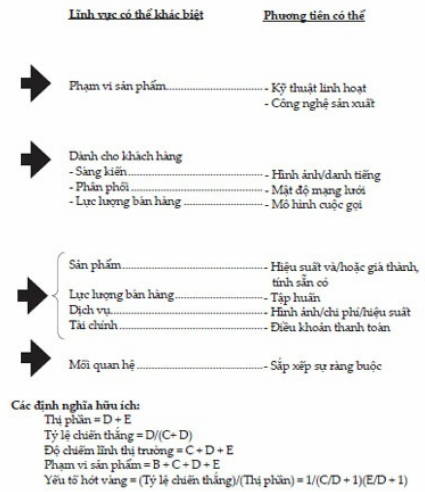 Lĩnh vực có thể khác biệt Phương tiện có thể
Phạm vi sản phẩm - Kỹ thuật linh hoạt
- Công nghệ sản xuất
Dành cho khách hàng
- Sáng kiến - Hình ảnh/danh tiếng
- Phân phối - Mật độ mạng lưới
- Lực lượng bán hàng - Mô hình cuộc gọi
Sản phẩm - Hiệu suất và/hoặc giá thành,
tính sẵn có
Lực lượng bán hàng - Tập huấn
Dịch vụ - Hình ảnh/chi phí/hiệu suất
Tài chính - Điều khoản thanh toán
Mối quan hệ - Sắp xếp sự ràng buộc
Các định nghĩa hữu ích:
Thị phần = D + E
Tỷ lệ chiến thắng = D/(C+ D)
Độ chiếm lĩnh thị trường = C + D + E
Phạm vi sản phẩm = B + C + D + E
Yếu tố hót váng = (Tỷ lệ chiến thắng)/(Thị phần) = 1/(C/D + 1)(E/D + 1)